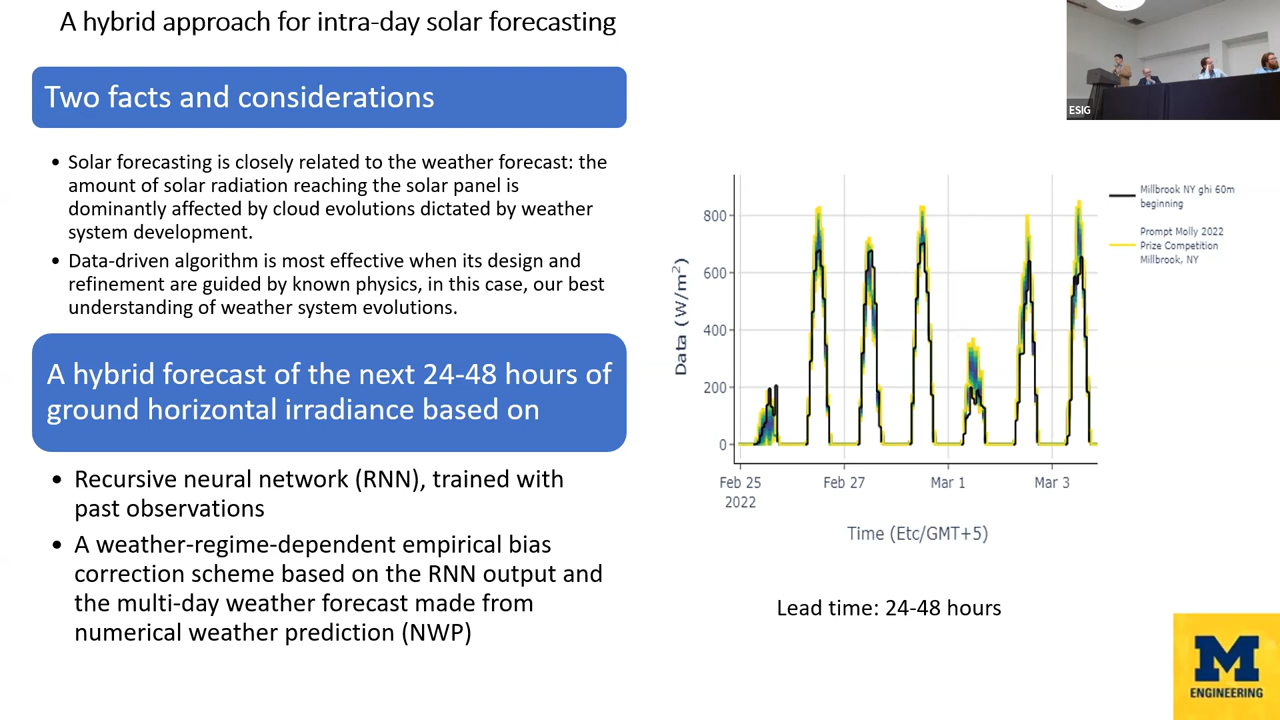 A hybrid approach for intra-day solar forecasting
ESIG
Two facts and considerations
• Solar forecasting is closely related to the weather forecast: the
amount of solar radiation reaching the solar panel is
dominantly affected by cloud evolutions dictated by weather
system development.
• Data-driven algorithm is most effective when its design and
refinement are guided by known physics, in this case, our best
understanding of weather system evolutions.
A hybrid forecast of the next 24-48 hours of
ground horizontal irradiance based on
• Recursive neural network (RNN), trained with
past observations
• A weather-regime-dependent empirical bias
correction scheme based on the RNN output and
the multi-day weather forecast made from
numerical weather prediction (NWP)
Data (W/m²)
800
600
400
200
0
Feb 25
2022
Feb 27
Mar 1
Mar 3
Time (Etc/GMT+5)
Millbrook NY ghi 60m
beginning
Prompt Molly 2022
Prize Competition
Millbrook, NY
Lead time: 24-48 hours
M
ENGINEERING